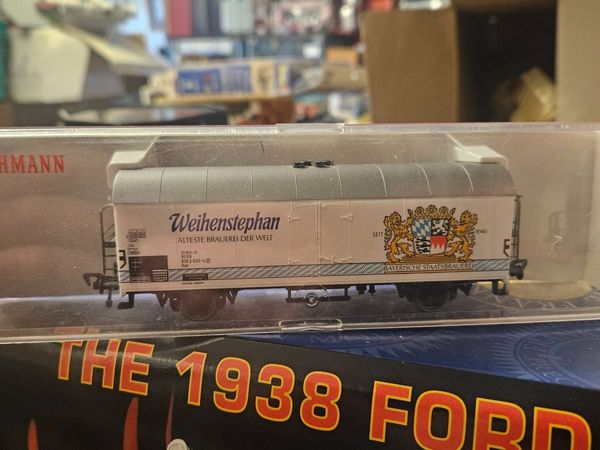 HMANN
Weihenstephan
ÄLTESTE BRAUEREI DER WELT
SEIT 1040
BAYERISCHE STAATSBRAUEREI
THE 1938 FORD